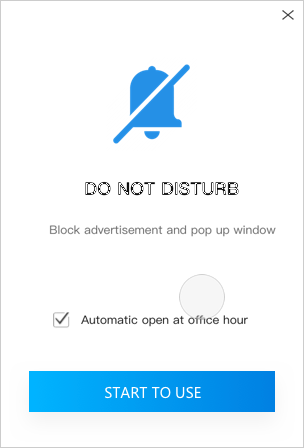 DO NOT DISTURB
Block advertisement and pop up window
Automatic open at office hour
START TO USE